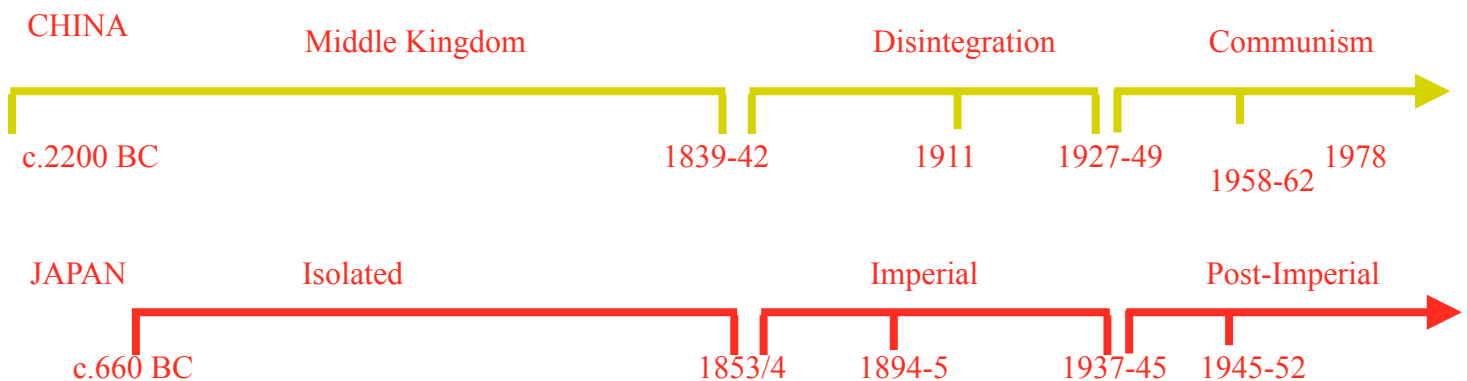 CHINA
Middle Kingdom Disintegration Communism
c.2200 BC 1839-42 1911 1927-49 1978
1958-62
JAPAN Isolated Imperial Post-Imperial
c.660 BC 1853/4 1894-5 1937-45 1945-52